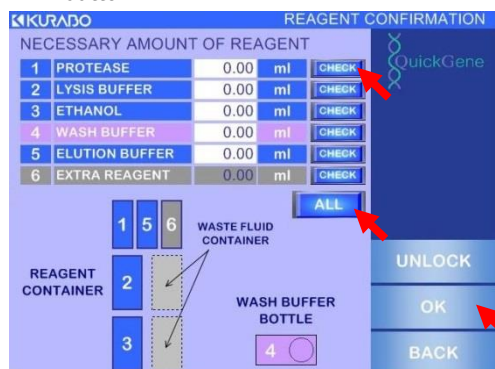 KURABO REAGENT CONFIRMATION
NECESSARY AMOUNT OF REAGENT
1 PROTEASE 0.00 ml CHECK
2 LYSIS BUFFER 0.00 ml CHECK
3 ETHANOL 0.00 ml CHECK
4 WASH BUFFER 0.00 ml CHECK
5 ELUTION BUFFER 0.00 ml CHECK
6 EXTRA REAGENT 0.00 ml CHECK
QuickGene
ALL
1 5 6
WASTE FLUID
CONTAINER
REAGENT
CONTAINER
2
3
WASH BUFFER
BOTTLE
4
UNLOCK
OK
BACK